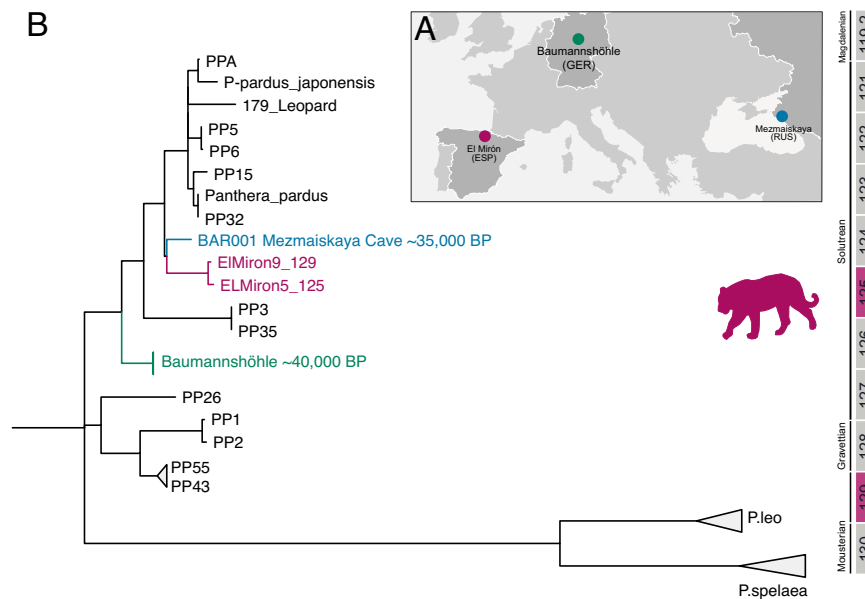 B
A
Baumannshöhle
(GER)
Mezmaiskaya
(RUS)
El Mirón
(ESP)
PPA
P-pardus_japonensis
179_Leopard
PP5
PP6
PP15
Panthera_pardus
PP32
BAR001 Mezmaiskaya Cave ~35,000 BP
ElMiron9_129
ELMiron5_125
PP3
PP35
Baumannshöhle ~40,000 BP
PP26
PP1
PP2
PP55
PP43
P.leo
P.spelaea
Magdalenian
Solutrean
Gravettian
Mousterian
121
122
123
124
125
126
127
128
129
130